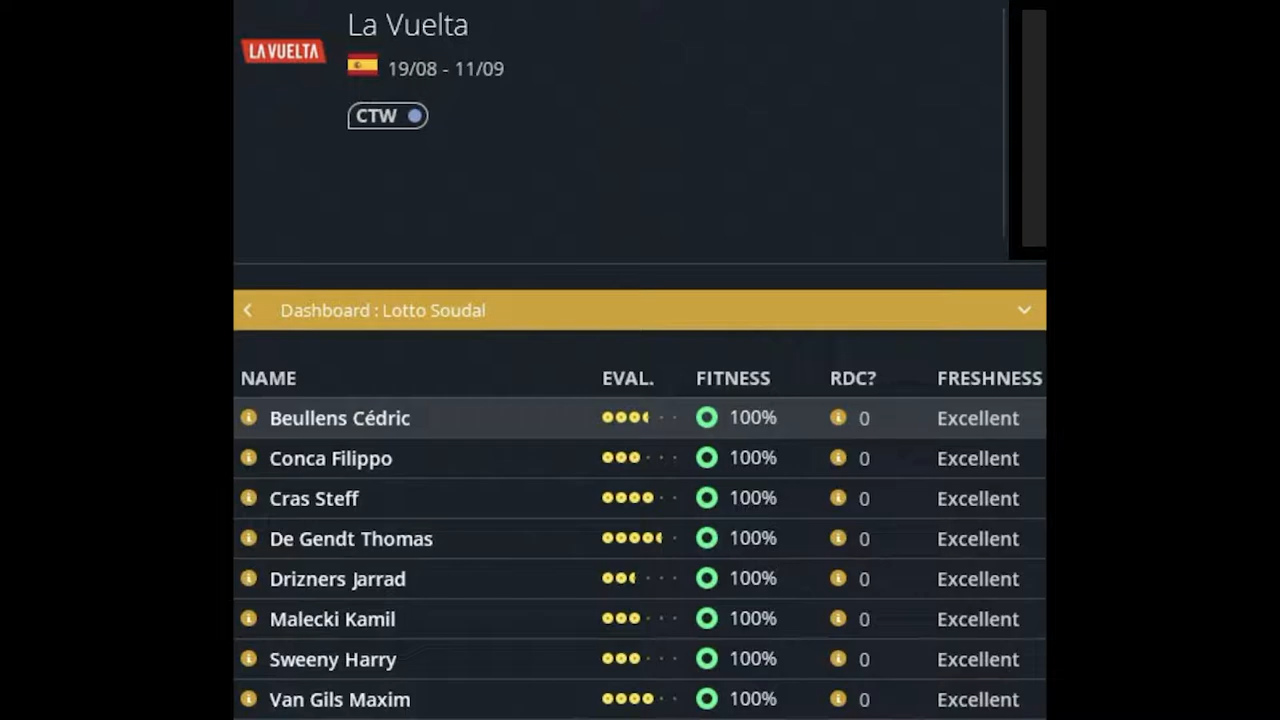 La Vuelta
LA VUELTA
19/08 - 11/09
CTW
Dashboard : Lotto Soudal
NAME EVAL. FITNESS RDC? FRESHNESS
Beullens Cédric 100% 0 Excellent
Conca Filippo 100% 0 Excellent
Cras Steff 100% 0 Excellent
De Gendt Thomas 100% 0 Excellent
Drizners Jarrad 100% 0 Excellent
Malecki Kamil 100% 0 Excellent
Sweeny Harry 100% 0 Excellent
Van Gils Maxim 100% 0 Excellent